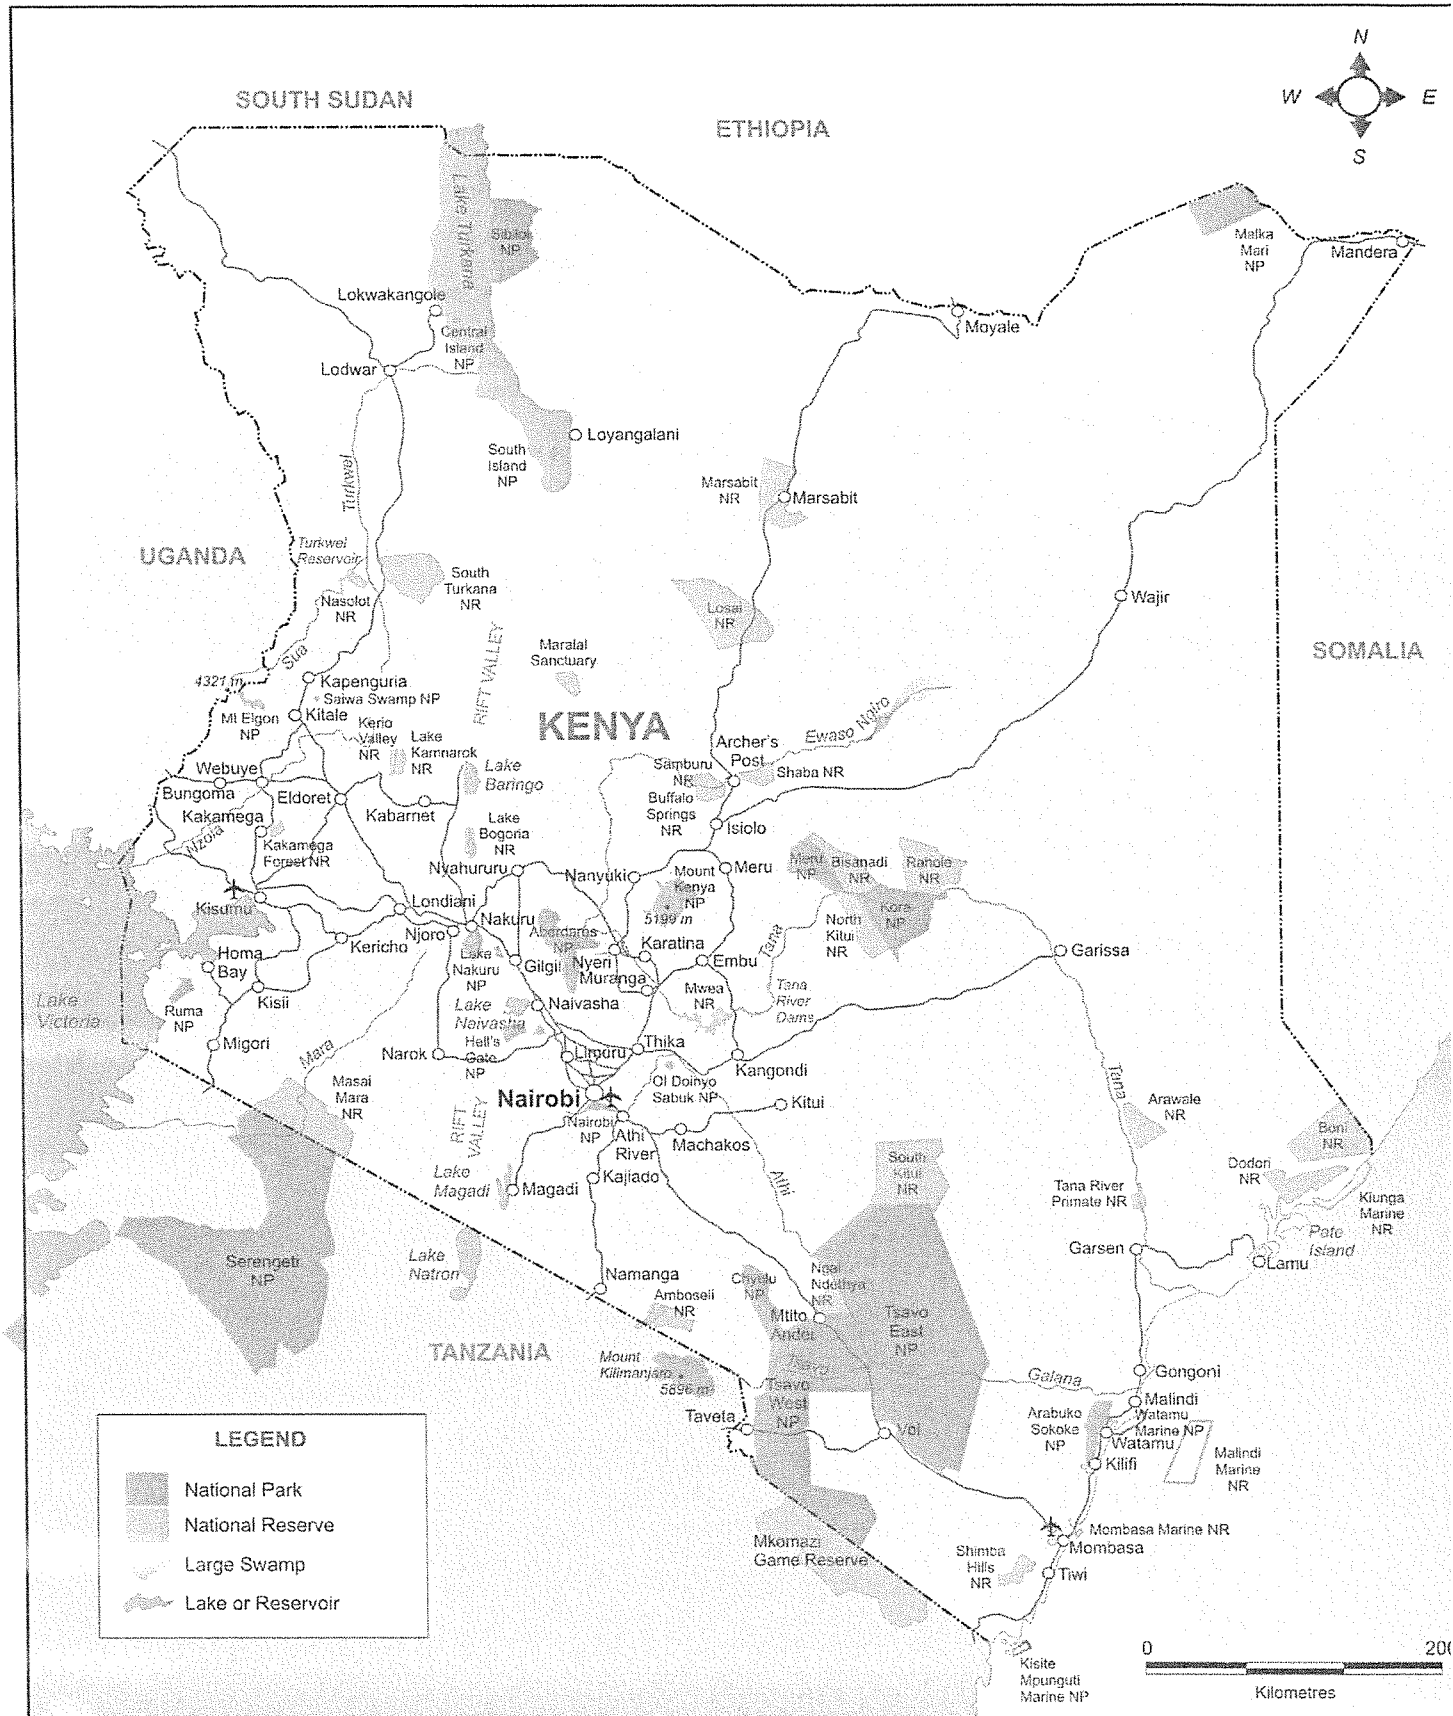 N
W
E
S
SOUTH SUDAN
ETHIOPIA
Lake Turkana
Sibiloi
NP
Malka
Mari
NP
Mandera
Lokwakangole
Central
Island
NP
Moyale
Lodwar
Loyangalani
South
Island
NP
Turkwel
Marsabit
NR
Marsabit
UGANDA
Turkwel
Reservoir
South
Turkana
NR
Nasolot
NR
Losai
NR
Wajir
SOMALIA
Sua
RIFT VALLEY
Maralal
Sanctuary
4321 m
Kapenguria
Saiwa Swamp NP
Mt Elgon
NP
Kitale
Kerio
Valley
NR
Lake
Kamnarok
NR
KENYA
Ewaso Ngiro
Archer's
Post
Webuye
Bungoma
Eldoret
Kabarnet
Lake
Baringo
Samburu
NR
Shaba NR
Buffalo
Springs
NR
Kakamega
Nzoia
Kakamega
Forest NR
Lake
Bogoria
NR
Isiolo
Nyahururu
Nanyuki
Mount
Kenya
NP
5199 m
Meru
Meru
NP
Bisanadi
NR
Rahole
NR
Kisumu
Londiani
Nakuru
Njoro
Kericho
Aberdares
NP
Kora
NP
North
Kitui
NR
Tana
Homa
Bay
Lake
Nakuru
NP
Gilgil
Nyeri
Karatina
Muranga
Embu
Garissa
Kisii
Ruma
NP
Lake
Victoria
Lake
Naivasha
Naivasha
Mwea
NR
Tana
River
Dams
Migori
Mara
Narok
Hell's
Gate
NP
Limuru
Thika
Kangondi
Masai
Mara
NR
Nairobi
Ol Doinyo
Sabuk NP
Kitui
Tana
Arawale
NR
RIFT
VALLEY
Nairobi
NP
Athi
River
Machakos
Boni
NR
Dodori
NR
Lake
Magadi
Magadi
Kajiado
Athi
South
Kitui
NR
Tana River
Primate NR
Kiunga
Marine
NR
Pate
Island
Serengeti
NP
Lake
Natron
Garsen
Lamu
Namanga
Amboseli
NR
Chyulu
NP
Ngai
Ndethya
NR
Mtito
Andei
Tsavo
East
NP
TANZANIA
Mount
Kilimanjaro
5896 m
Tsavo
West
NP
Galana
Gongoni
Malindi
Watamu
Marine NP
Arabuko
Sokoke
NP
Watamu
Taveta
Voi
Kilifi
Malindi
Marine
NR
LEGEND
National Park
National Reserve
Large Swamp
Lake or Reservoir
Mkomazi
Game Reserve
Mombasa Marine NR
Mombasa
Shimba
Hills
NR
Tiwi
Kisite
Mpunguti
Marine NP
0
200
Kilometres